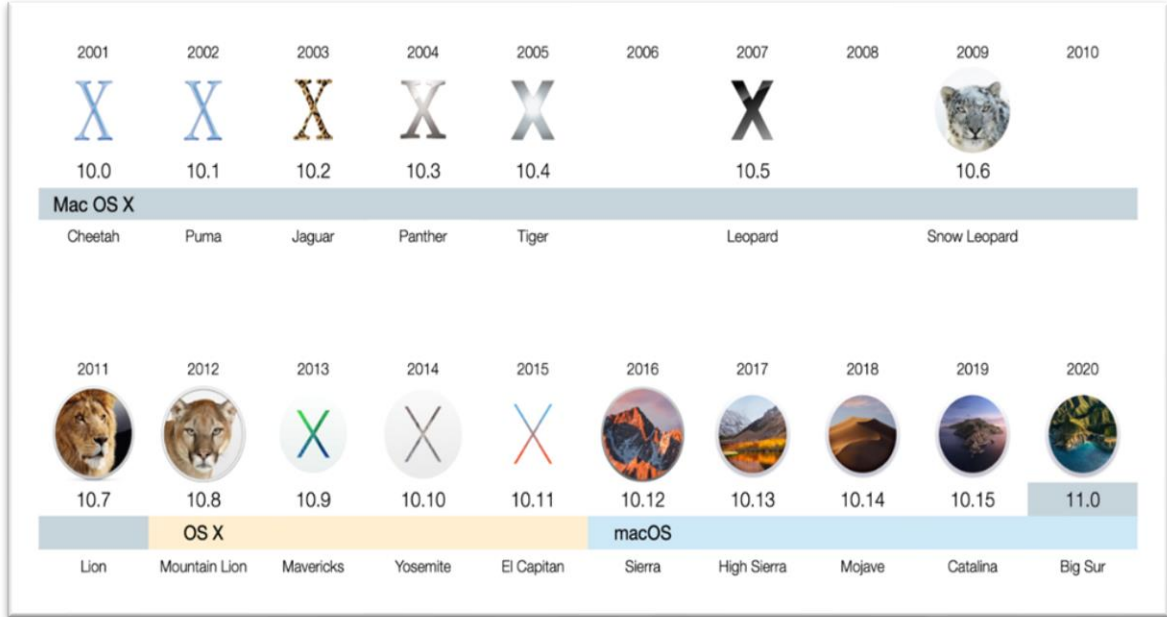 2001 2002 2003 2004 2005 2006 2007 2008 2009 2010
X X X X X X
10.0 10.1 10.2 10.3 10.4 10.5 10.6
Mac OS X
Cheetah Puma Jaguar Panther Tiger Leopard Snow Leopard
2011 2012 2013 2014 2015 2016 2017 2018 2019 2020
X X X
10.7 10.8 10.9 10.10 10.11 10.12 10.13 10.14 10.15 11.0
OS X macOS
Lion Mountain Lion Mavericks Yosemite El Capitan Sierra High Sierra Mojave Catalina Big Sur